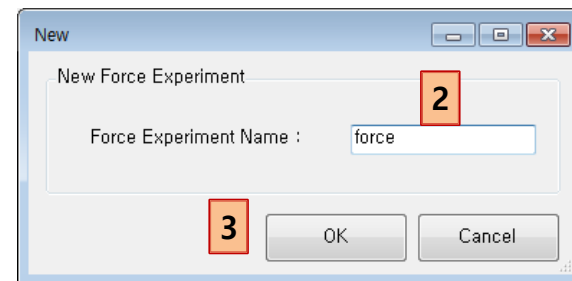 New
New Force Experiment
2
Force Experiment Name : force
3
OK Cancel